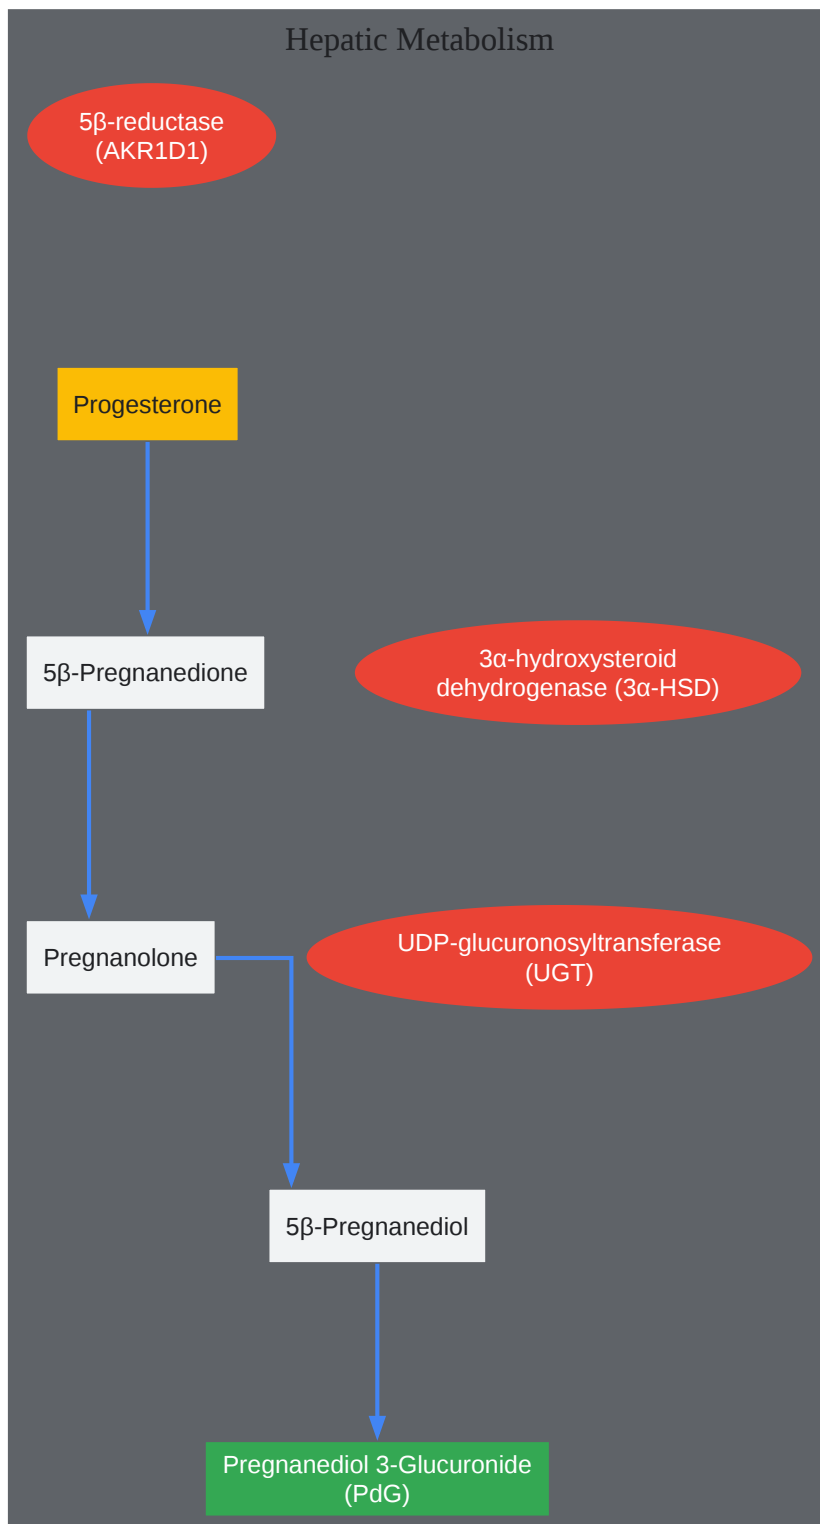 Hepatic Metabolism
5β-reductase
(AKR1D1)
Progesterone
5β-Pregnanedione
3α-hydroxysteroid
dehydrogenase (3α-HSD)
Pregnanolone
UDP-glucuronosyltransferase
(UGT)
5β-Pregnanediol
Pregnanediol 3-Glucuronide
(PdG)